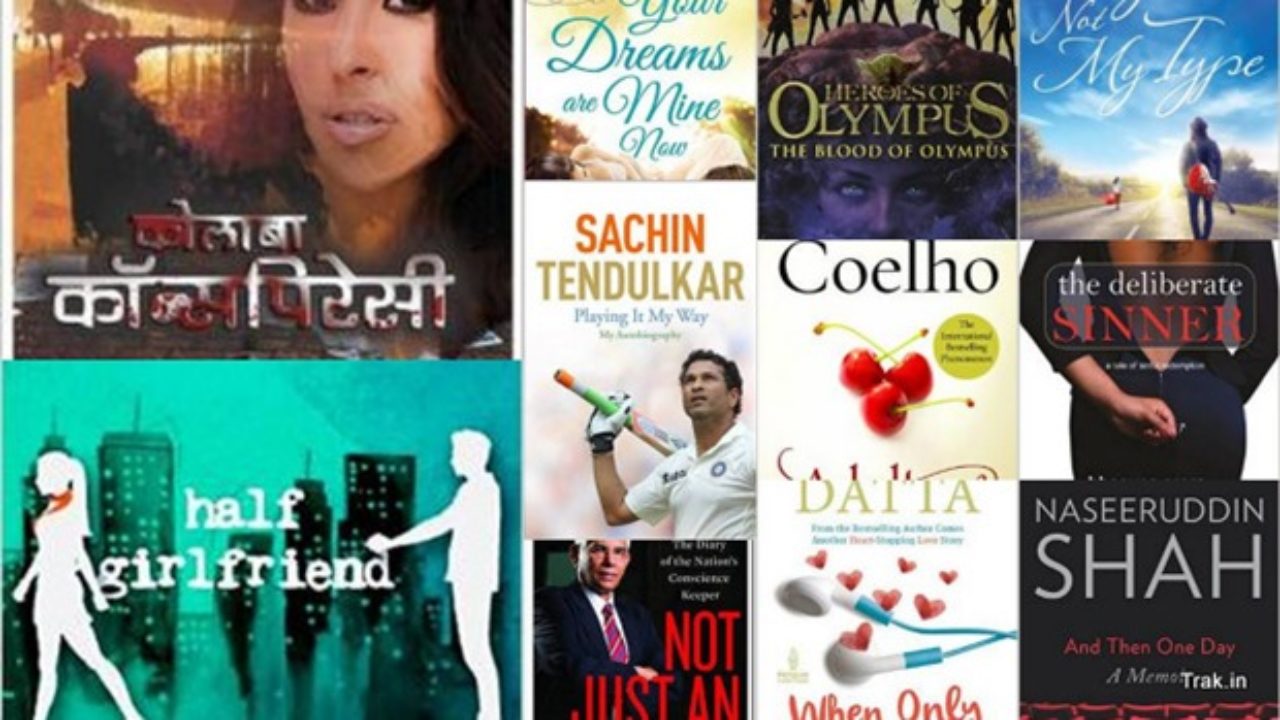 कोलाबा
कॉन्सपिरेसी
half
girlfriend
Your
Dreams
are Mine
Now
SACHIN
TENDULKAR
Playing It My Way
My Autobiography
The Diary
of the Nation's
Conscience
Keeper
NOT
JUST AN
HEROES OF
OLYMPUS
THE BLOOD OF OLYMPUS
Coelho
The
International
Bestselling
Phenomenon
DATTA
From the Bestselling Author Comes
Another Heart-Stopping Love Story
When Only
Not
My Type
the deliberate
SINNER
NASEERUDDIN
SHAH
And Then One Day
A Memoir
Trak.in